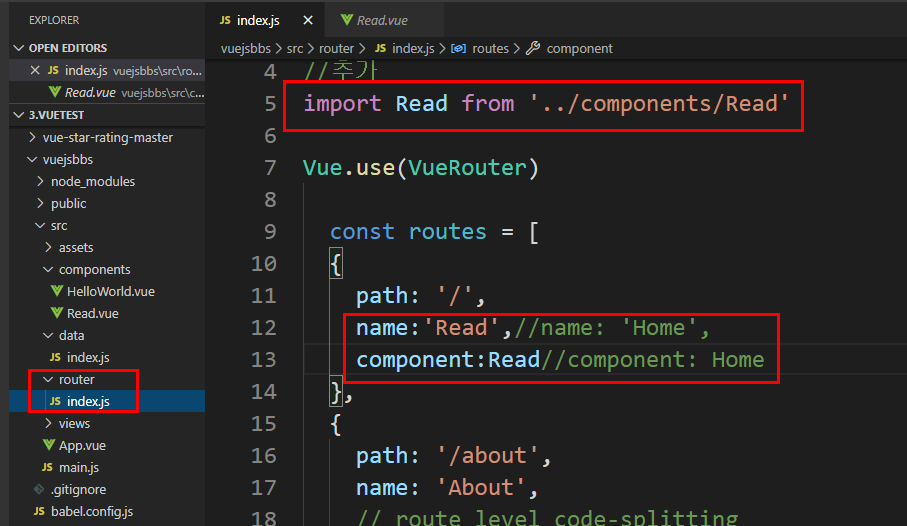 EXPLORER
OPEN EDITORS
JS index.js vuejsbbs\src\ro...
Read.vue vuejsbbs\src\c...
3.VUETEST
vue-star-rating-master
vuejsbbs
node_modules
public
src
assets
components
HelloWorld.vue
Read.vue
data
JS index.js
router
JS index.js
views
App.vue
JS main.js
.gitignore
JS babel.config.js
JS index.js Read.vue
vuejsbbs > src > router > JS index.js > routes > component
4 //추가
5 import Read from '../components/Read'
6
7 Vue.use(VueRouter)
8
9 const routes = [
10 {
11 path: '/',
12 name:'Read',//name: 'Home',
13 component:Read//component: Home
14 },
15 {
16 path: '/about',
17 name: 'About',
18 // route level code-splitting